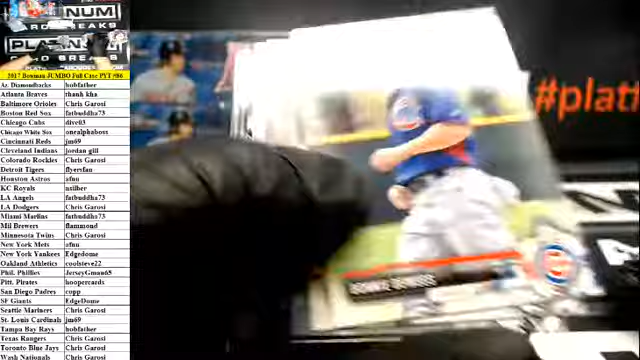 NUM
PLATINUM
2017 Bowman JUMBO Full Case PYT #86
Az. Diamondbacks hobfather
Atlanta Braves thanh kha
Baltimore Orioles Chris Garosi
Boston Red Sox fatbuddha73
Chicago Cubs dive03
Chicago White Sox onealphaboss
Cincinnati Reds jm69
Cleveland Indians jordan gill
Colorado Rockies Chris Garosi
Detroit Tigers flyersfan
Houston Astros afnu
KC Royals nsilber
LA Angels fatbuddha73
LA Dodgers Chris Garosi
Miami Marlins fatbuddha73
Mil Brewers flammond
Minnesota Twins Chris Garosi
New York Mets afnu
New York Yankees Edgedome
Oakland Athletics coolsteve22
Phil. Phillies JerseyGman65
Pitt. Pirates hoopercards
San Diego Padres copp
SF Giants EdgeDome
Seattle Mariners Chris Garosi
St. Louis Cardinals jm69
Tampa Bay Rays hobfather
Texas Rangers Chris Garosi
Toronto Blue Jays Chris Garosi
Wash Nationals Chris Garosi
#plat